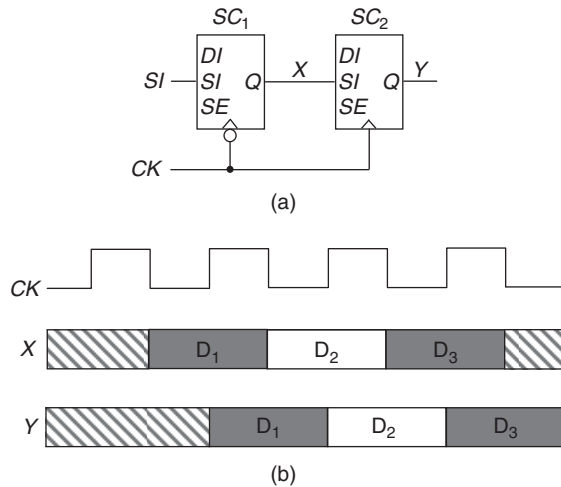 SC1 SC2
DI DI
SI SI Q X SI Q Y
SE SE
CK
(a)
CK
X D1 D2 D3
Y D1 D2 D3
(b)